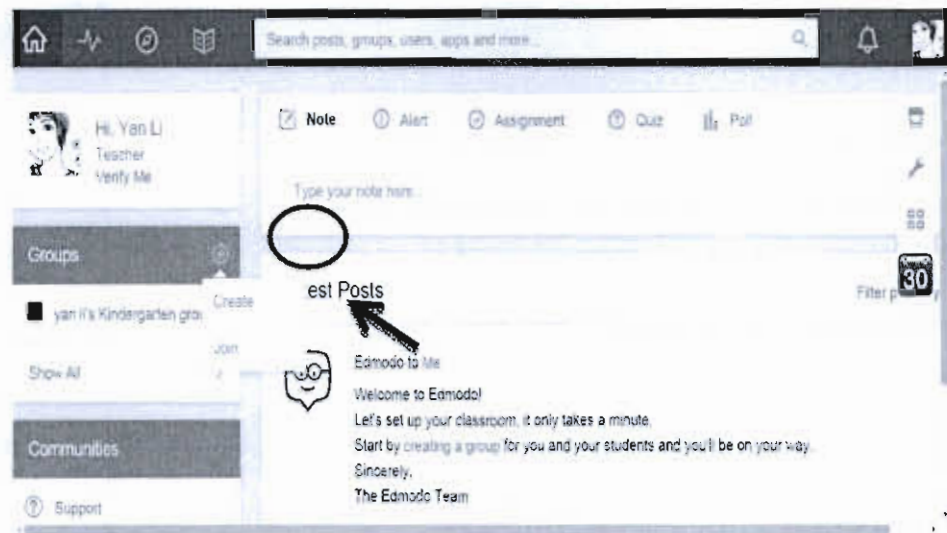 Search posts, groups, users, apps and more...
Hi, Yan Li
Teacher
Verify Me
Note
Alert
Assignment
Quiz
Poll
Type your note here...
Groups
Create
Join
yan li's Kindergarten
Show All
Communities
Support
est Posts
Filter
30
Edmodo to Me
Welcome to Edmodo!
Let's set up your classroom, it only takes a minute.
Start by creating a group for you and your students and you'll be on your way.
Sincerely,
The Edmodo Team